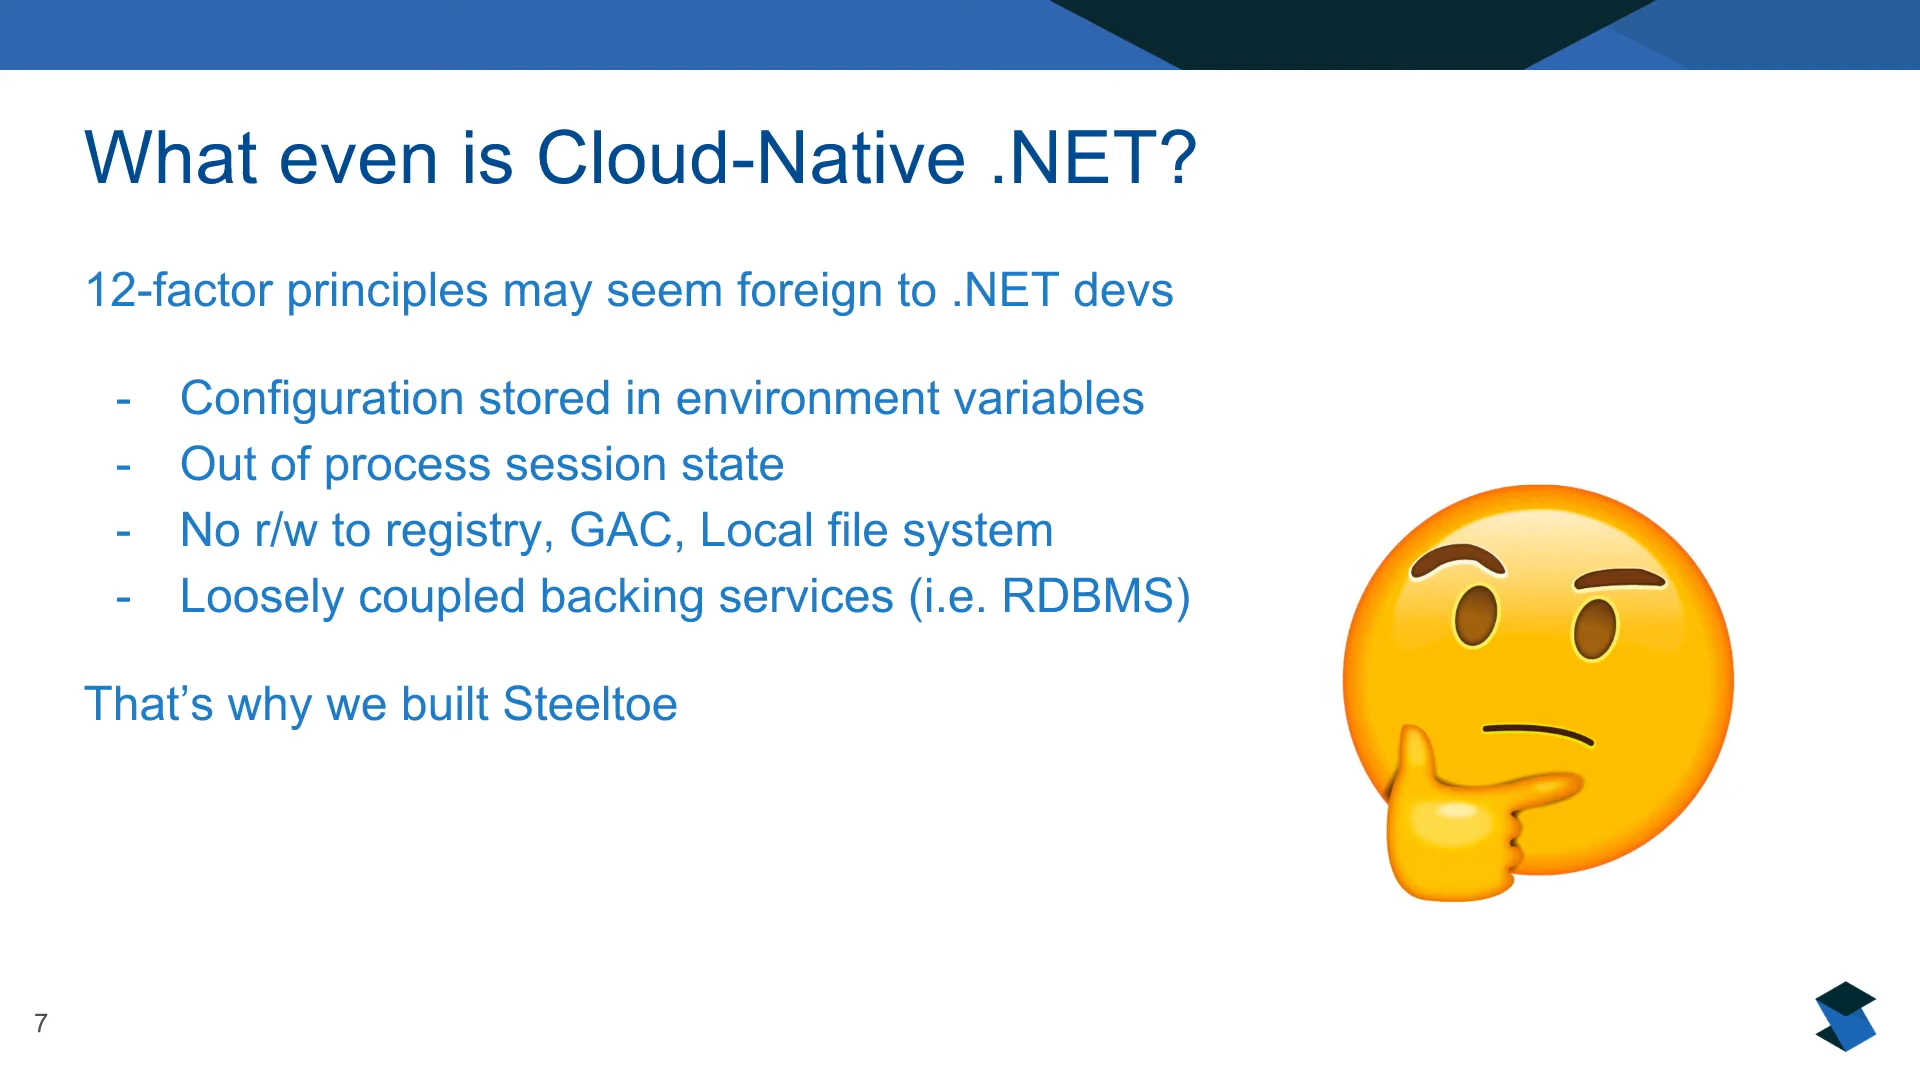 What even is Cloud-Native .NET?
12-factor principles may seem foreign to .NET devs
- Configuration stored in environment variables
- Out of process session state
- No r/w to registry, GAC, Local file system
- Loosely coupled backing services (i.e. RDBMS)
That’s why we built Steeltoe
7